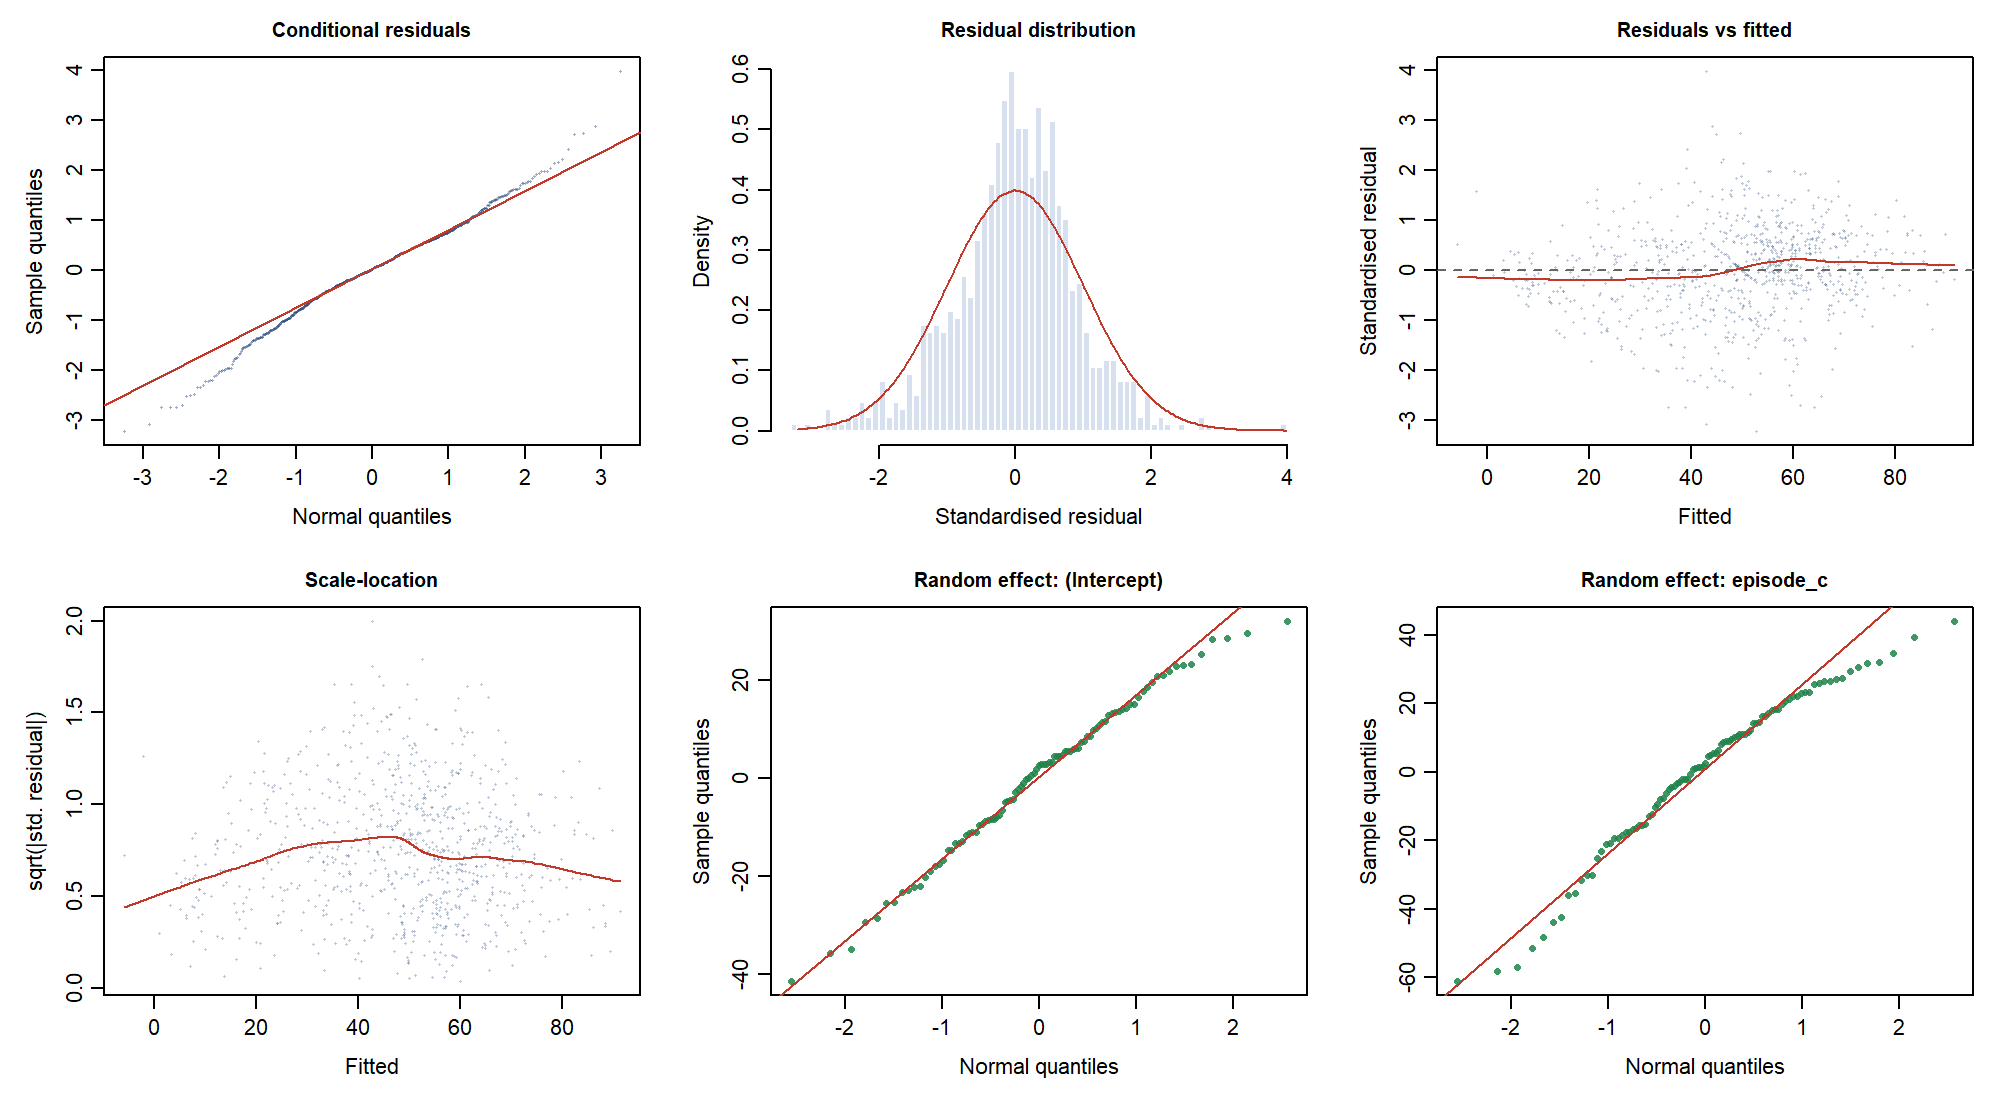 Conditional residuals
Sample quantiles
4
3
2
1
0
-1
-2
-3
-3 -2 -1 0 1 2 3
Normal quantiles
Residual distribution
Density
0.6
0.5
0.4
0.3
0.2
0.1
0.0
-2 0 2 4
Standardised residual
Residuals vs fitted
Standardised residual
4
3
2
1
0
-1
-2
-3
0 20 40 60 80
Fitted
Scale-location
sqrt(|std. residual|)
2.0
1.5
1.0
0.5
0.0
0 20 40 60 80
Fitted
Random effect: (Intercept)
Sample quantiles
20
0
-20
-40
-2 -1 0 1 2
Normal quantiles
Random effect: episode_c
Sample quantiles
40
20
0
-20
-40
-60
-2 -1 0 1 2
Normal quantiles